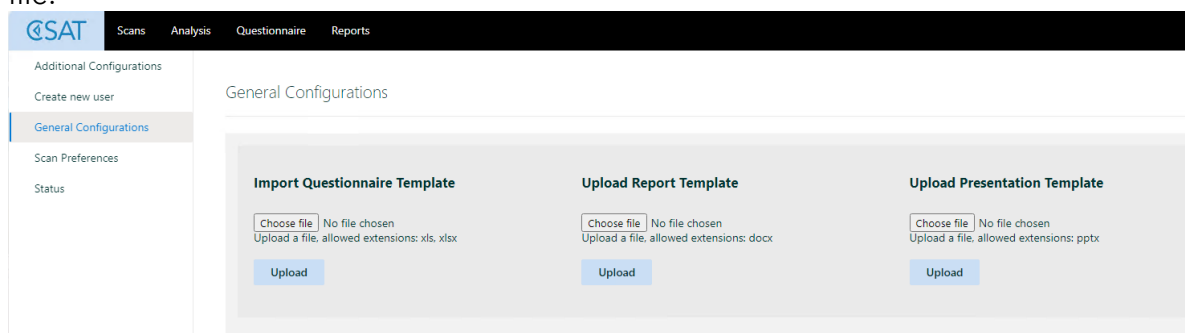 file.
CSAT Scans Analysis Questionnaire Reports
Additional Configurations
Create new user
General Configurations
Scan Preferences
Status
General Configurations
Import Questionnaire Template
Choose file No file chosen
Upload a file, allowed extensions: xls, xlsx
Upload
Upload Report Template
Choose file No file chosen
Upload a file, allowed extensions: docx
Upload
Upload Presentation Template
Choose file No file chosen
Upload a file, allowed extensions: pptx
Upload